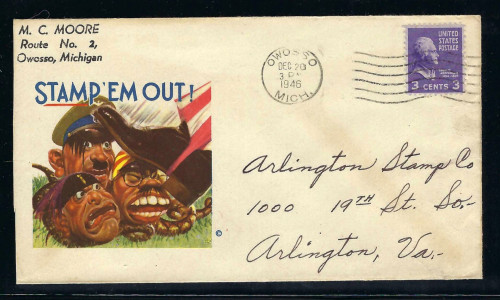 M. C. MOORE
Route No. 2,
Owosso, Michigan
STAMP 'EM OUT!
OWOSSO
DEC 20
3 PM
1946
MICH.
UNITED
STATES
POSTAGE
3 CENTS 3
Arlington Stamp Co
1000 19TH St. So.
Arlington, Va.
©